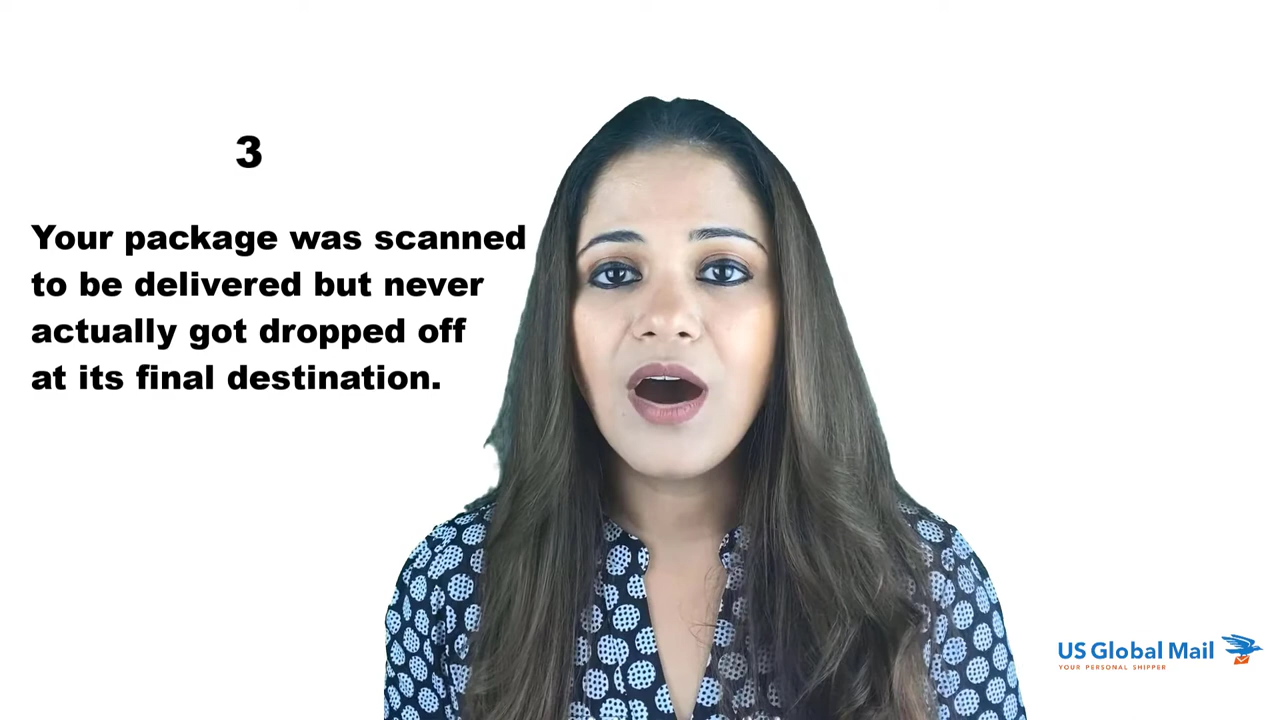 3
Your package was scanned
to be delivered but never
actually got dropped off
at its final destination.
US Global Mail
YOUR PERSONAL SHIPPER